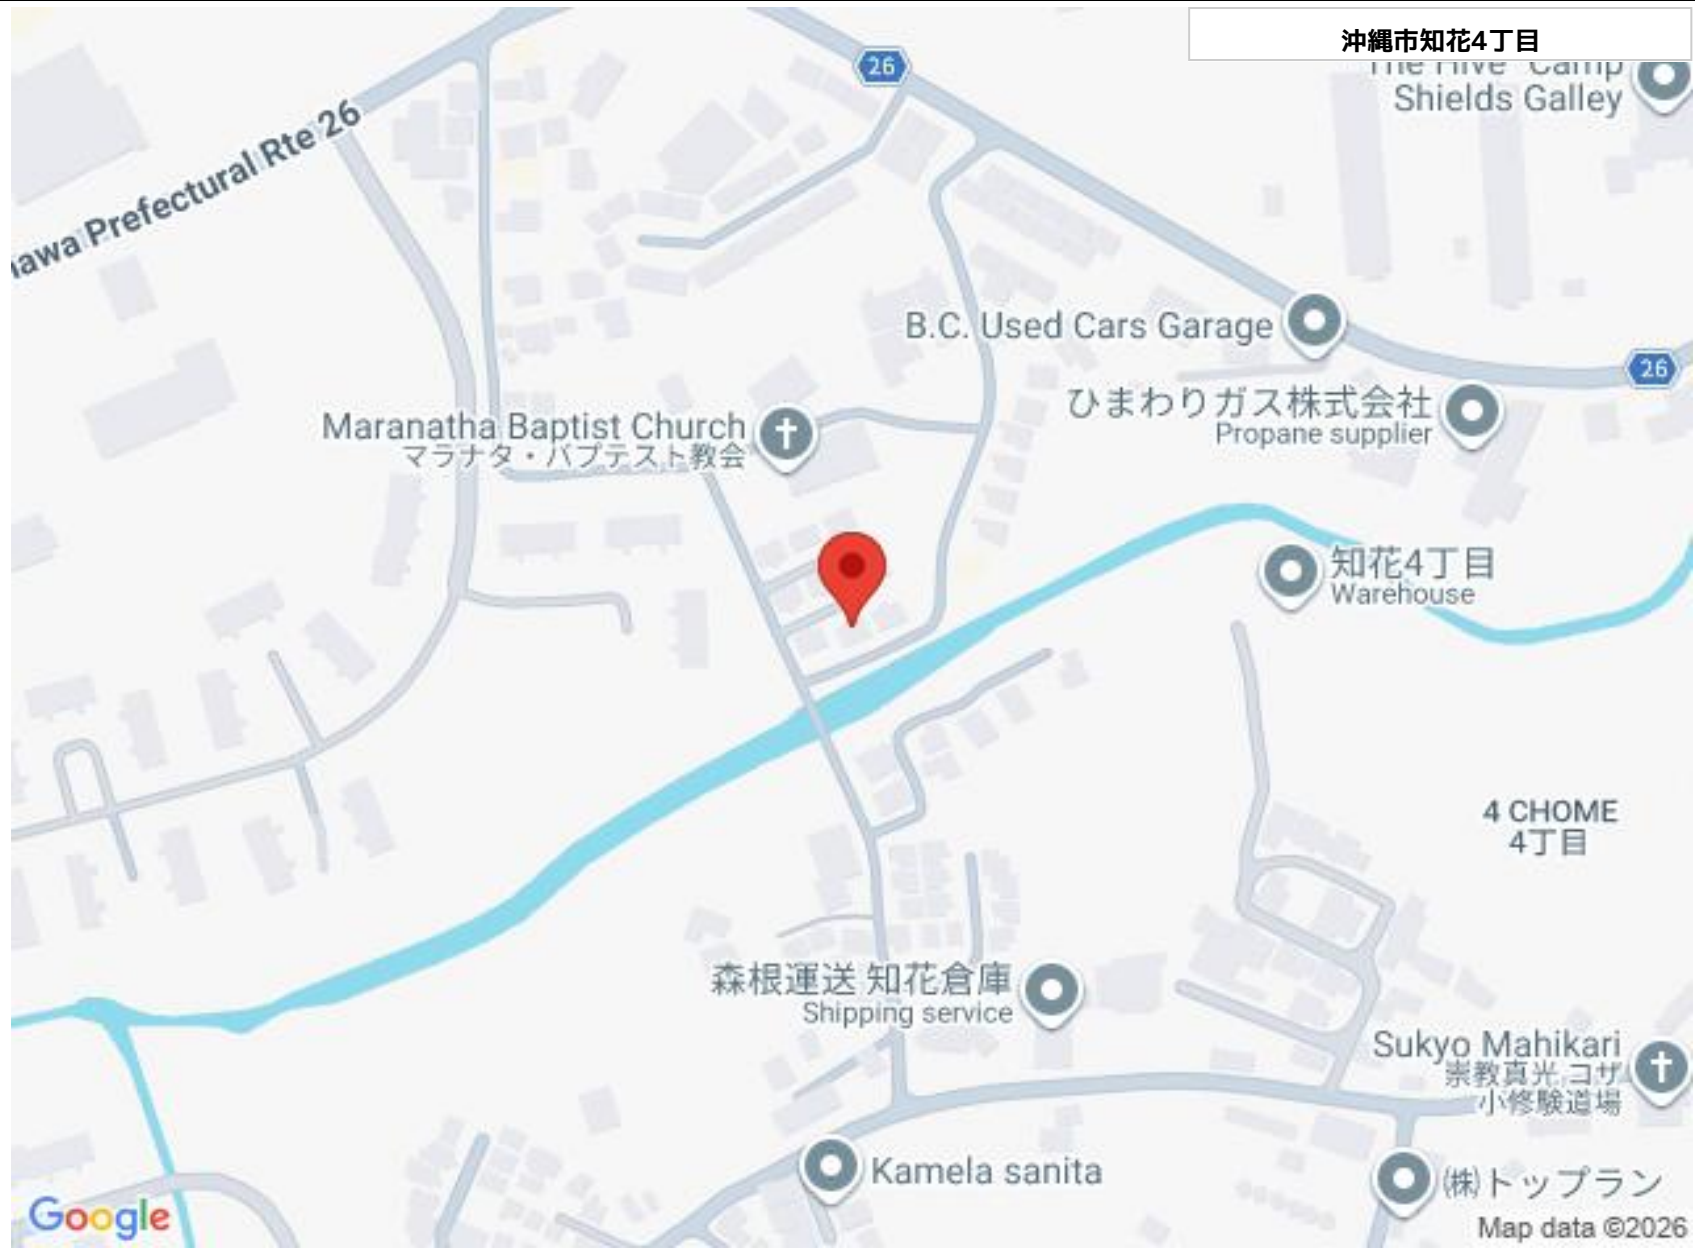 沖縄市知花4丁目
26
The Hive- Camp
Shields Galley
Prefectural Rte 26
B.C. Used Cars Garage
26
ひまわりガス株式会社
Propane supplier
Maranatha Baptist Church
マラナタ・バプテスト教会
知花4丁目
Warehouse
4 CHOME
4丁目
森根運送 知花倉庫
Shipping service
Sukyo Mahikari
崇教真光 コザ
小修験道場
Kamela sanita
㈱トップラン
Google
Map data ©2026